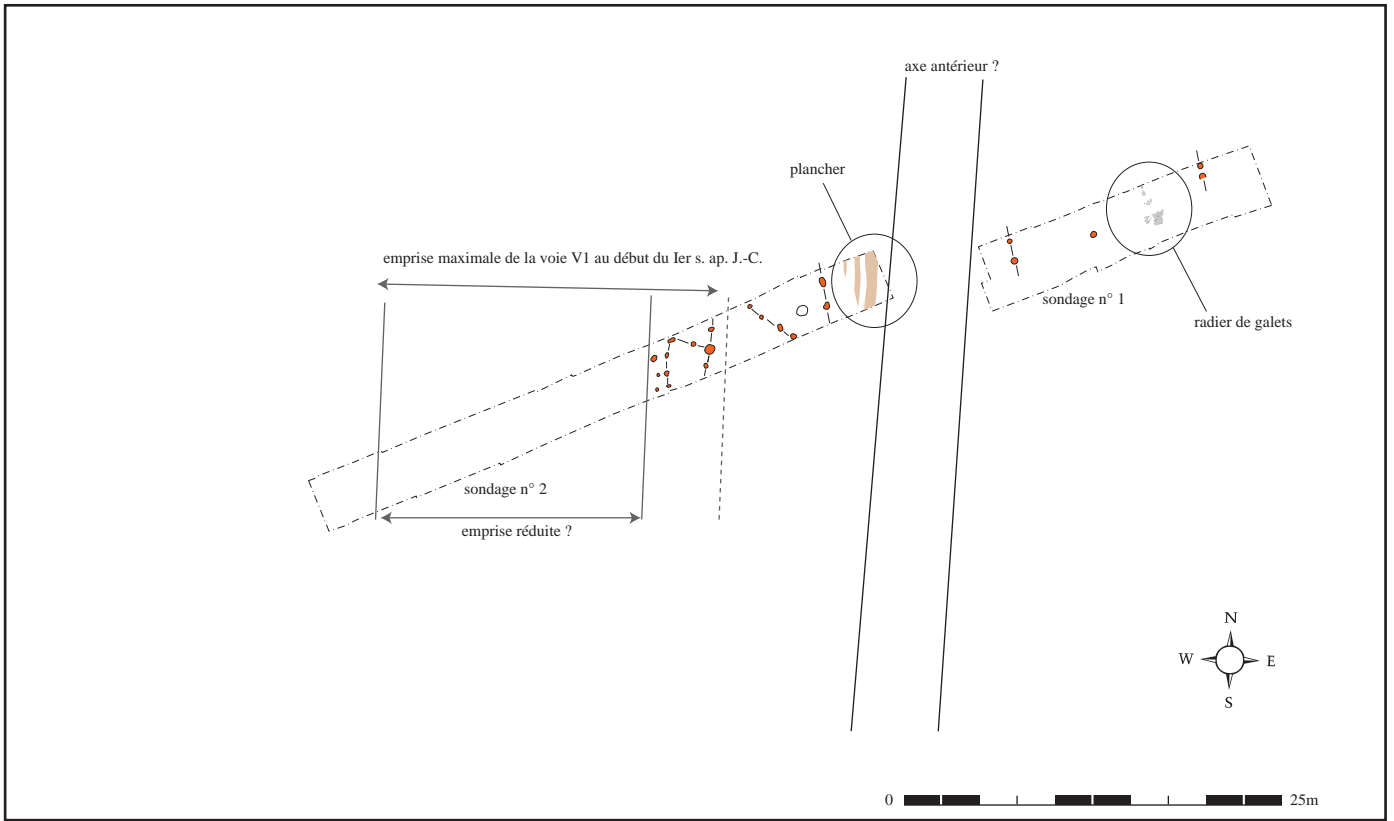 axe antérieur ?
plancher
emprise maximale de la voie V1 au début du Ier s. ap. J.-C.
sondage n° 1
radier de galets
sondage n° 2
emprise réduite ?
N
W E
S
0 25m